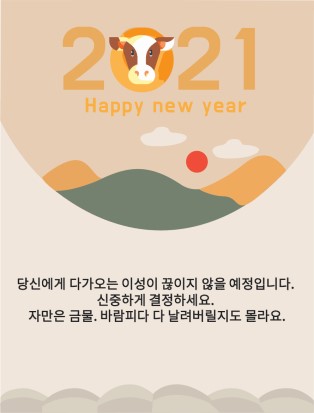 2021
Happy new year
당신에게 다가오는 이성이 끊이지 않을 예정입니다.
신중하게 결정하세요.
자만은 금물. 바람피다 다 날려버릴지도 몰라요.